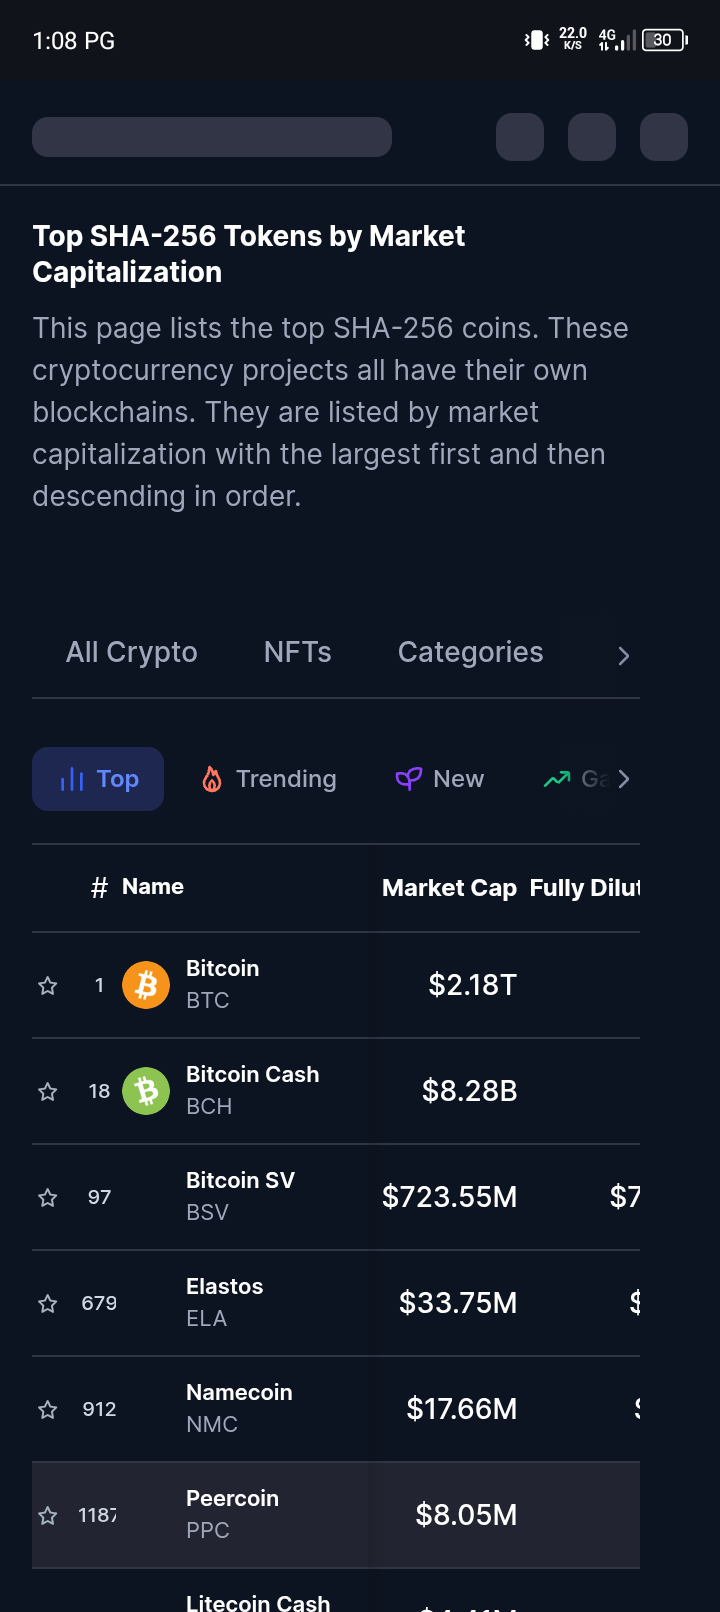 1:08 PG
22.0
K/S
4G
30
Top SHA-256 Tokens by Market
Capitalization
This page lists the top SHA-256 coins. These
cryptocurrency projects all have their own
blockchains. They are listed by market
capitalization with the largest first and then
descending in order.
All Crypto NFTs Categories
Top Trending New Ga
# Name Market Cap Fully Dilut
1 Bitcoin $2.18T
BTC
18 Bitcoin Cash $8.28B
BCH
97 Bitcoin SV $723.55M $7
BSV
679 Elastos $33.75M $
ELA
912 Namecoin $17.66M $
NMC
1187 Peercoin $8.05M
PPC
Litecoin Cash